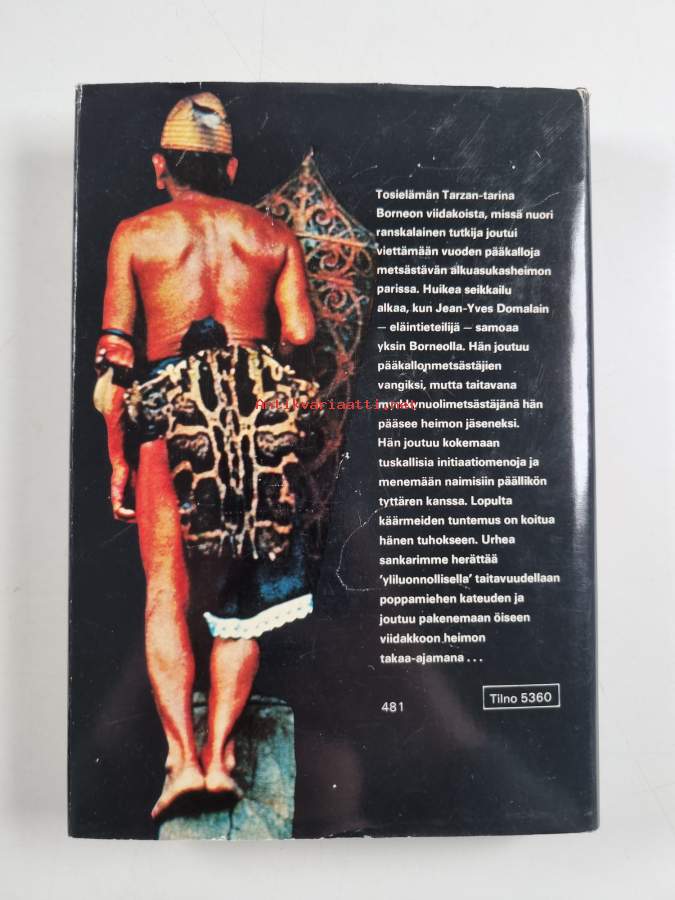 Tosielämän Tarzan-tarina
Borneon viidakoista, missä nuori
ranskalainen tutkija joutui
viettämään vuoden pääkalloja
metsästävän alkuasukasheimon
parissa. Huikea seikkailu
alkaa, kun Jean-Yves Domalain
— eläintieteilijä — samoaa
yksin Borneolla. Hän joutuu
pääkallonmetsästäjien
vangiksi, mutta taitavana
Antikvariaatti.net
myrkkynuolimetsästäjänä hän
pääsee heimon jäseneksi.
Hän joutuu kokemaan
tuskallisia initiaatiomenoja ja
menemään naimisiin päällikön
tyttären kanssa. Lopulta
käärmeiden tuntemus on koitua
hänen tuhokseen. Urhea
sankarimme herättää
'yliluonnollisella' taitavuudellaan
poppamiehen kateuden ja
joutuu pakenemaan öiseen
viidakkoon heimon
takaa-ajamana . . .
481
Tilno 5360